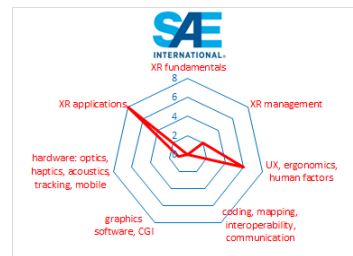 SAE
INTERNATIONAL®
XR fundamentals
8
XR applications
6
XR management
4
2
0
hardware: optics,
haptics, acoustics,
tracking, mobile
UX, ergonomics,
human factors
graphics
software, CGI
coding, mapping,
interoperability,
communication